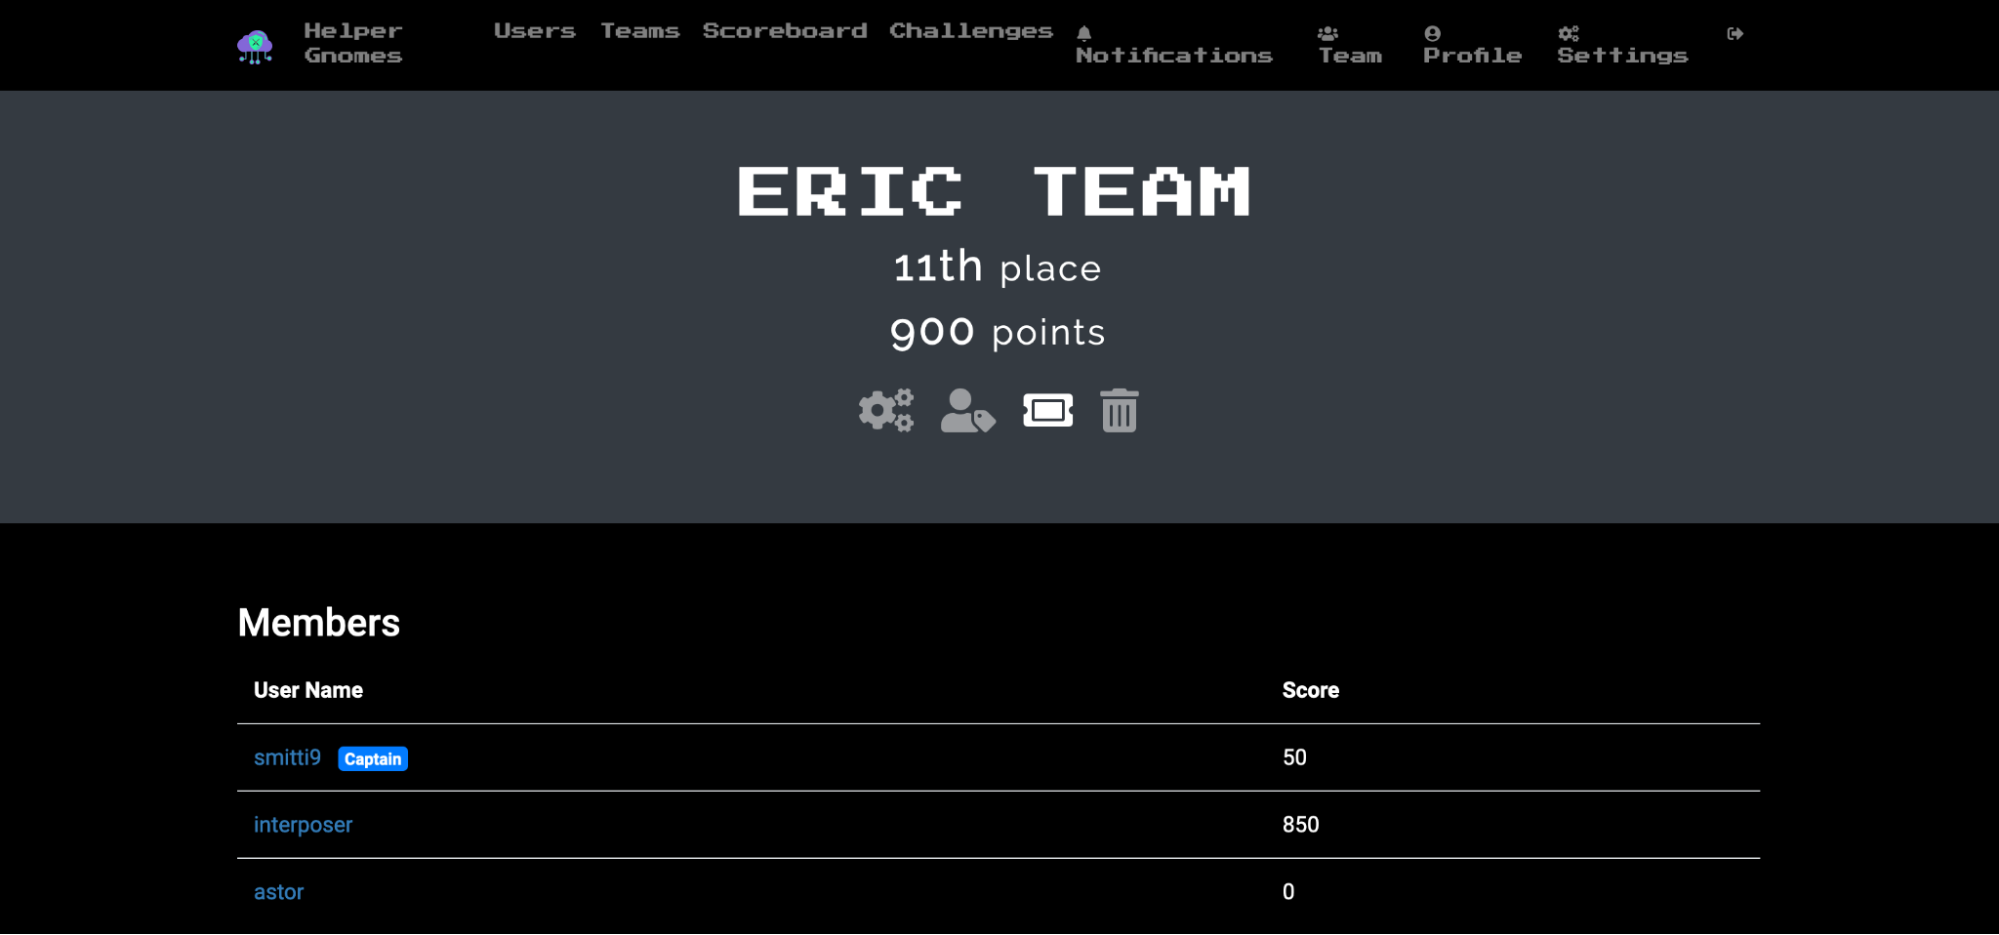 Helper Gnomes
Users
Teams
Scoreboard
Challenges
Notifications
Team
Profile
Settings
ERIC TEAM
11th place
900 points
Members
User Name Score
smitti9 Captain 50
interposer 850
astor 0